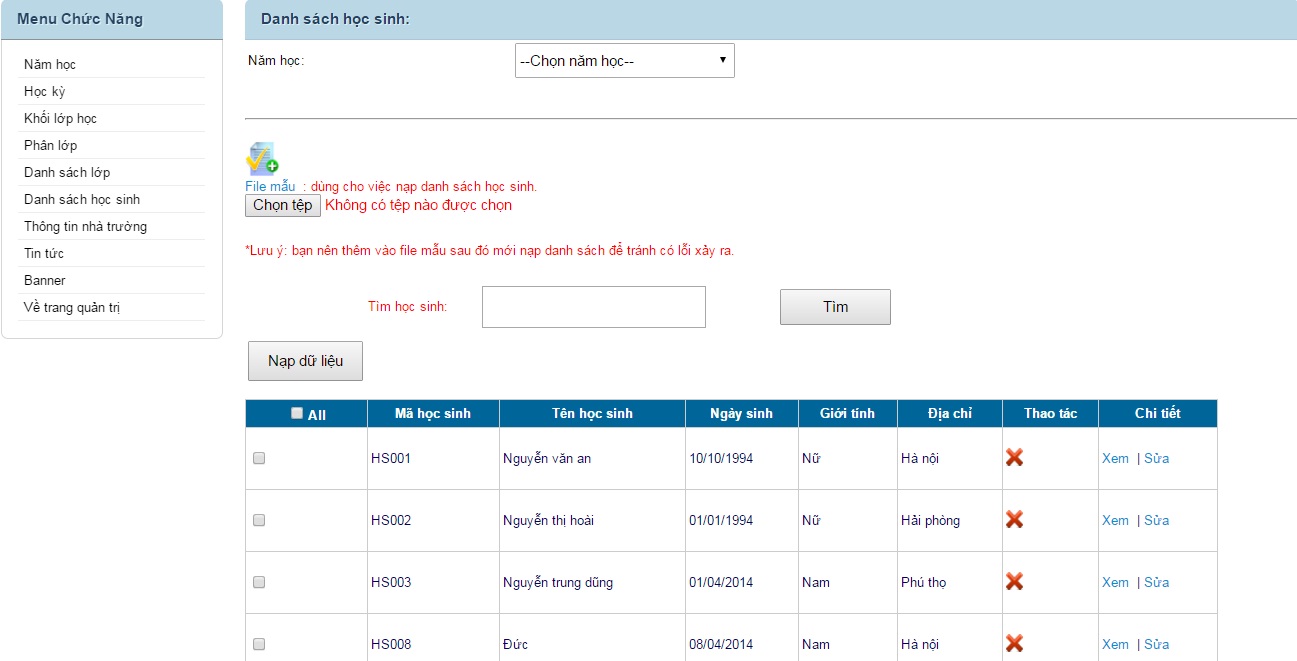 Menu Chức Năng
Năm học
Học kỳ
Khối lớp học
Phân lớp
Danh sách lớp
Danh sách học sinh
Thông tin nhà trường
Tin tức
Banner
Về trang quản trị
Danh sách học sinh:
Năm học: --Chọn năm học--
File mẫu : dùng cho việc nạp danh sách học sinh.
Chọn tệp Không có tệp nào được chọn
*Lưu ý: bạn nên thêm vào file mẫu sau đó mới nạp danh sách để tránh có lỗi xảy ra.
Tìm học sinh: Tìm
Nạp dữ liệu
All Mã học sinh Tên học sinh Ngày sinh Giới tính Địa chỉ Thao tác Chi tiết
HS001 Nguyễn văn an 10/10/1994 Nữ Hà nội Xem | Sửa
HS002 Nguyễn thị hoài 01/01/1994 Nữ Hải phòng Xem | Sửa
HS003 Nguyễn trung dũng 01/04/2014 Nam Phú thọ Xem | Sửa
HS008 Đức 08/04/2014 Nam Hà nội Xem | Sửa